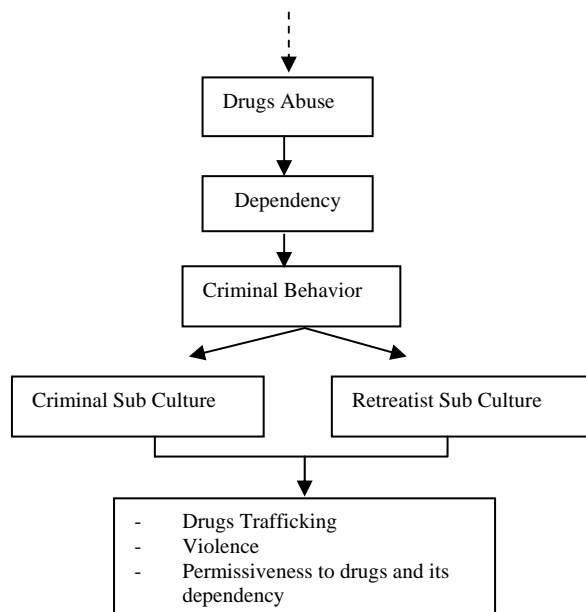 Drugs Abuse
Dependency
Criminal Behavior
Criminal Sub Culture
Retreatist Sub Culture
- Drugs Trafficking
- Violence
- Permissiveness to drugs and its
dependency